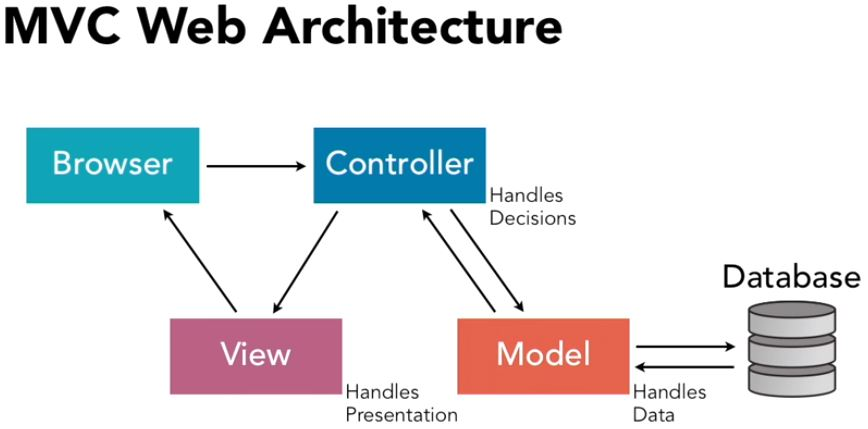 MVC Web Architecture
Browser
Controller
Handles
Decisions
Database
View
Model
Handles
Presentation
Handles
Data